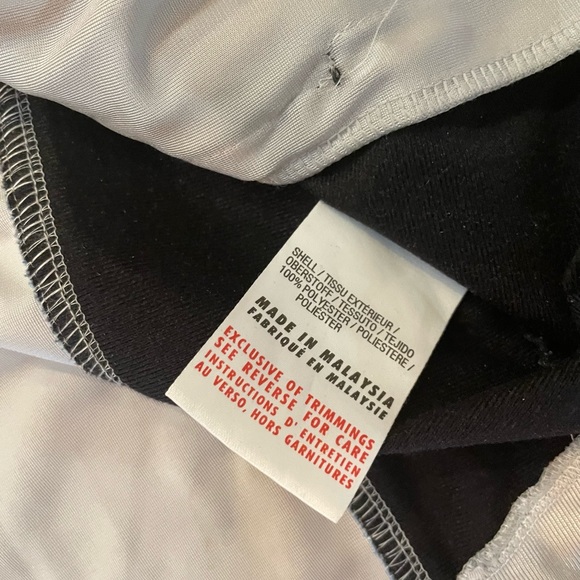 SHELL / TISSU EXTÉRIEUR /
OBERSTOFF / TESSUTO / TEJIDO
100% POLYESTER / POLIESTERE /
POLIÉSTER
MADE IN MALAYSIA
FABRIQUÉ EN MALAYSIE
EXCLUSIVE OF TRIMMINGS
SEE REVERSE FOR CARE
INSTRUCTIONS D'ENTRETIEN
AU VERSO, HORS GARNITURES